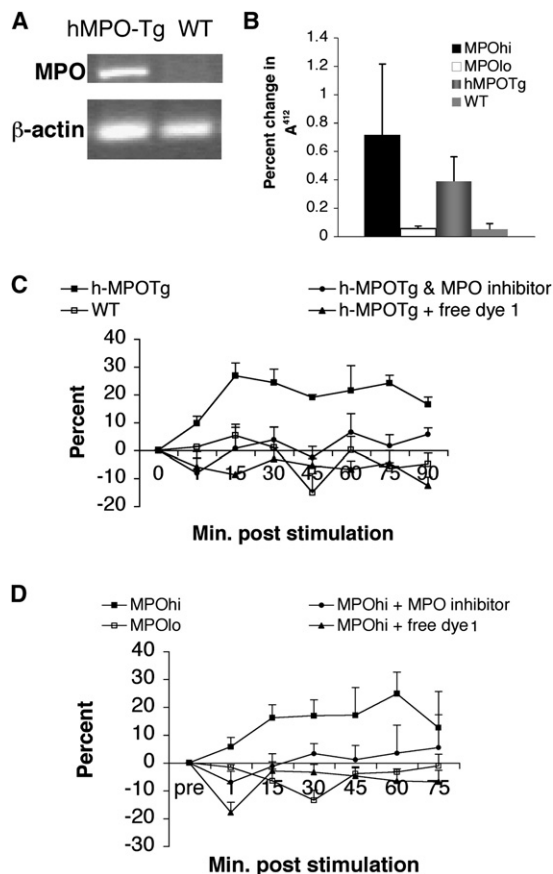 A
hMPO-Tg WT
MPO
β-actin
B
Percent change in
A412
1.4
1.2
1
0.8
0.6
0.4
0.2
0
MPOhi
MPOlo
hMPOTg
WT
C
h-MPOTg
WT
h-MPOTg & MPO inhibitor
h-MPOTg + free dye 1
Percent
40
30
20
10
0
-10
-20
0 1 15 30 45 60 75 90
Min. post stimulation
D
MPOhi
MPOlo
MPOhi + MPO inhibitor
MPOhi + free dye 1
Percent
40
30
20
10
0
-10
-20
-30
pre 1 15 30 45 60 75
Min. post stimulation